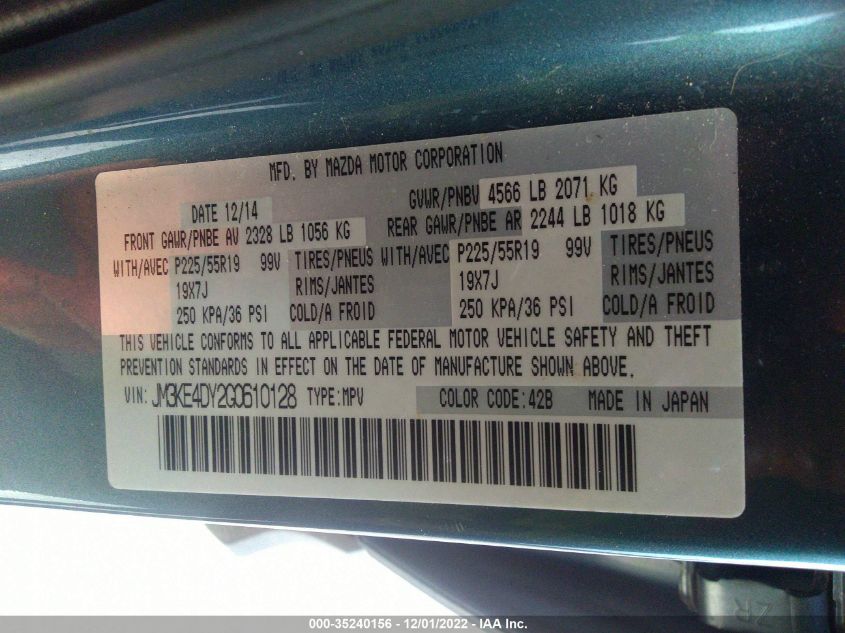 MFD. BY MAZDA MOTOR CORPORATION
DATE 12/14 GVWR/PNBV 4566 LB 2071 KG
FRONT GAWR/PNBE AV 2328 LB 1056 KG REAR GAWR/PNBE AR 2244 LB 1018 KG
WITH/AVEC P225/55R19 99V TIRES/PNEUS WITH/AVEC P225/55R19 99V TIRES/PNEUS
19X7J RIMS/JANTES 19X7J RIMS/JANTES
250 KPA/36 PSI COLD/A FROID 250 KPA/36 PSI COLD/A FROID
THIS VEHICLE CONFORMS TO ALL APPLICABLE FEDERAL MOTOR VEHICLE SAFETY AND THEFT
PREVENTION STANDARDS IN EFFECT ON THE DATE OF MANUFACTURE SHOWN ABOVE.
VIN: JM3KE4DY2G0610128 TYPE:MPV COLOR CODE:42B MADE IN JAPAN
ZR
000-35240156 - 12/01/2022 - IAA Inc.